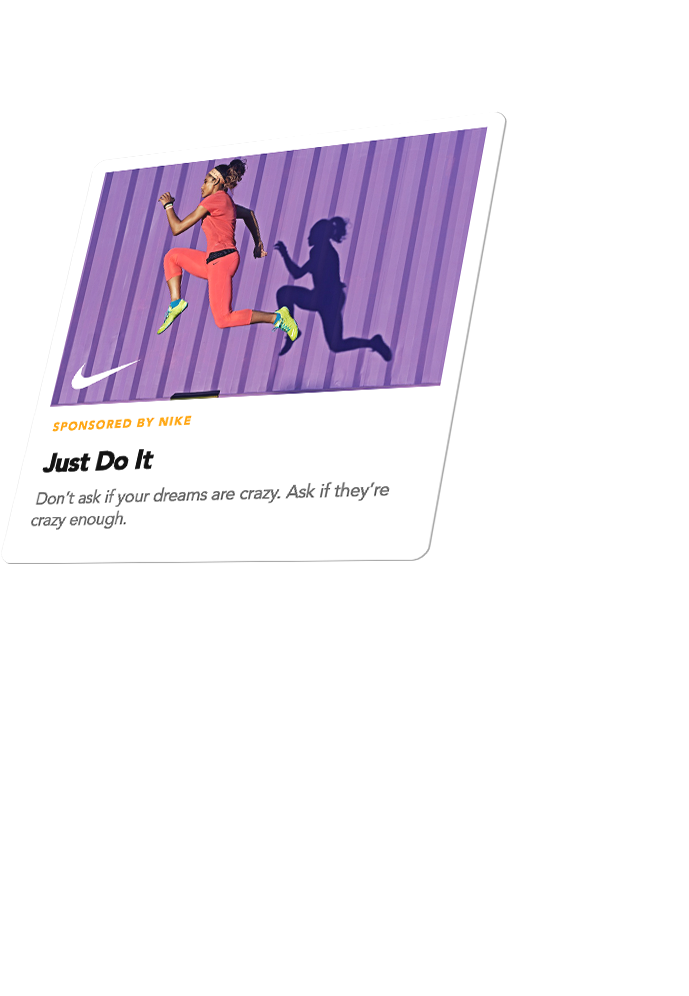 SPONSORED BY NIKE
Just Do It
Don't ask if your dreams are crazy. Ask if they're
crazy enough.